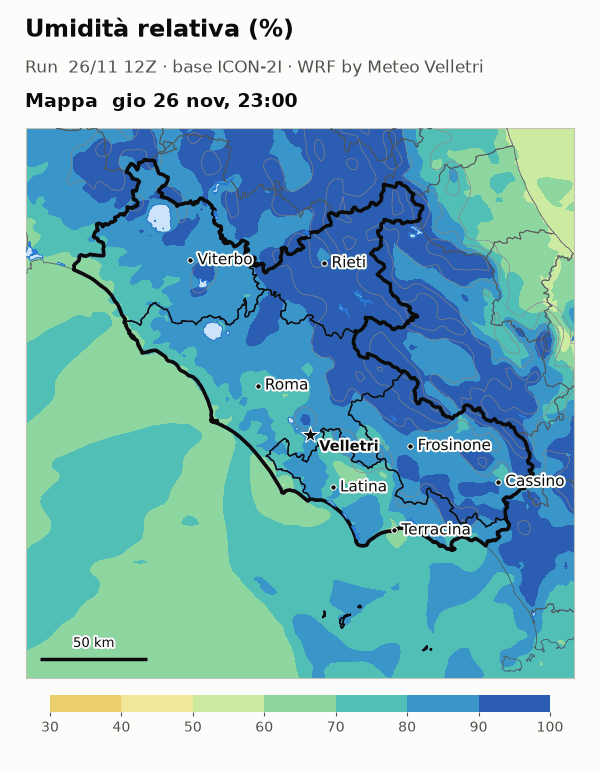 Umidità relativa (%)
Run  26/11 12Z · base ICON-2I · WRF by Meteo Velletri
Mappa  gio 26 nov, 23:00
Viterbo
Rieti
Roma
Velletri
Frosinone
Cassino
Latina
Terracina
50 km
30 40 50 60 70 80 90 100